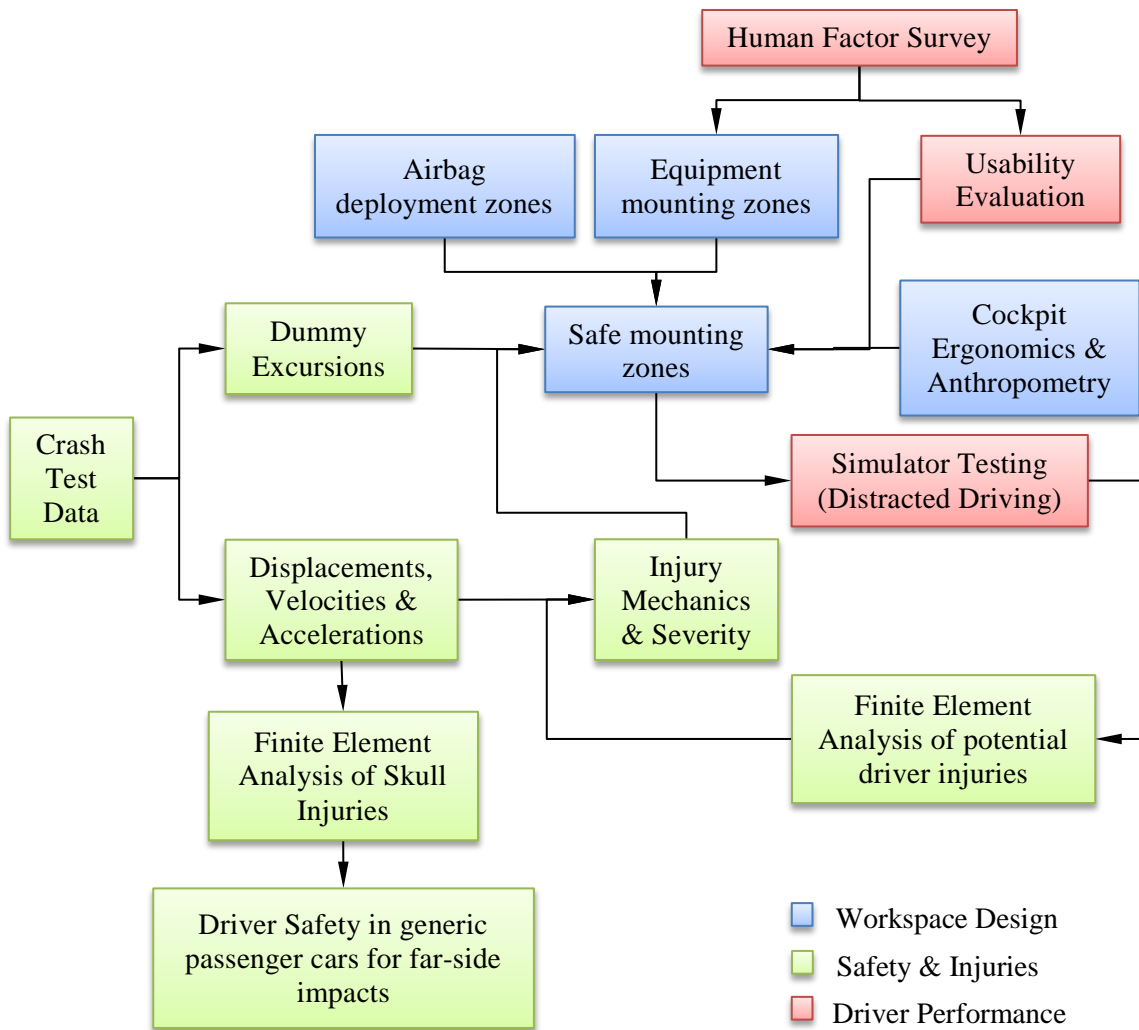 Human Factor Survey
Airbag
deployment zones
Equipment
mounting zones
Usability
Evaluation
Dummy
Excursions
Safe mounting
zones
Cockpit
Ergonomics &
Anthropometry
Crash
Test
Data
Simulator Testing
(Distracted Driving)
Displacements,
Velocities &
Accelerations
Injury
Mechanics
& Severity
Finite Element
Analysis of Skull
Injuries
Finite Element
Analysis of potential
driver injuries
Driver Safety in generic
passenger cars for far-side
impacts
Workspace Design
Safety & Injuries
Driver Performance